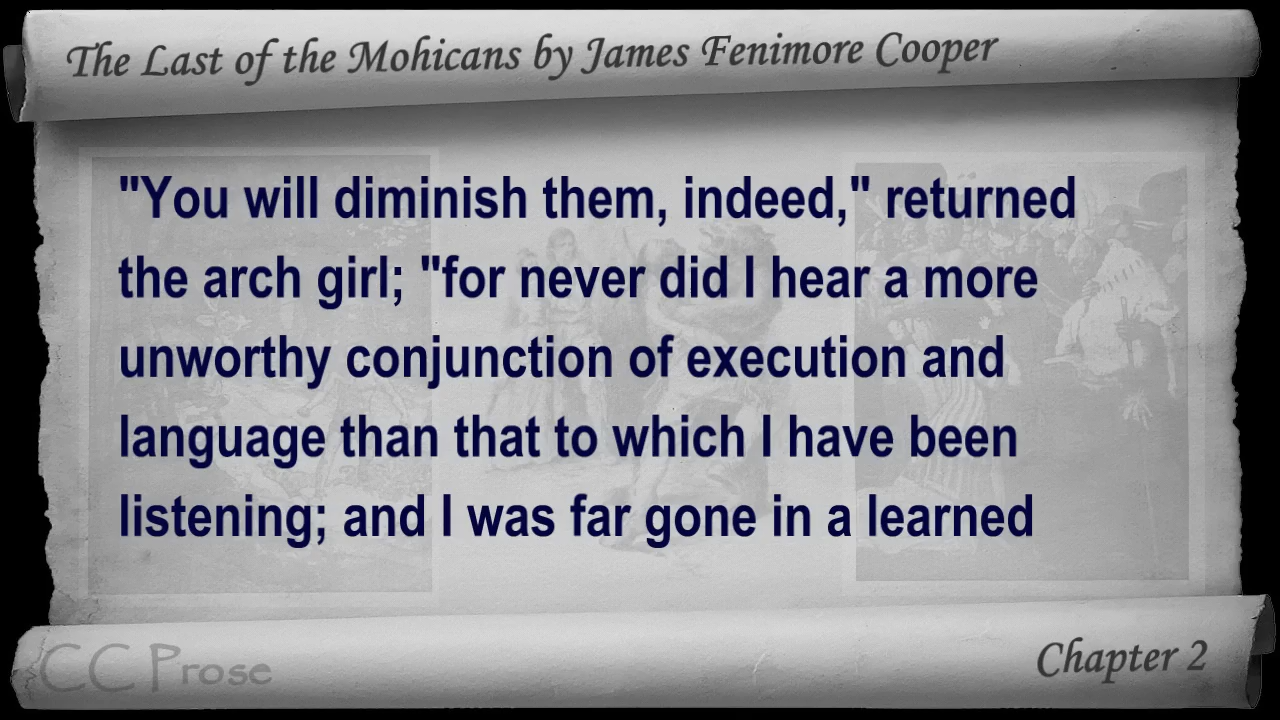 The Last of the Mohicans by James Fenimore Cooper
"You will diminish them, indeed," returned
the arch girl; "for never did I hear a more
unworthy conjunction of execution and
language than that to which I have been
listening; and I was far gone in a learned
CC Prose
Chapter 2